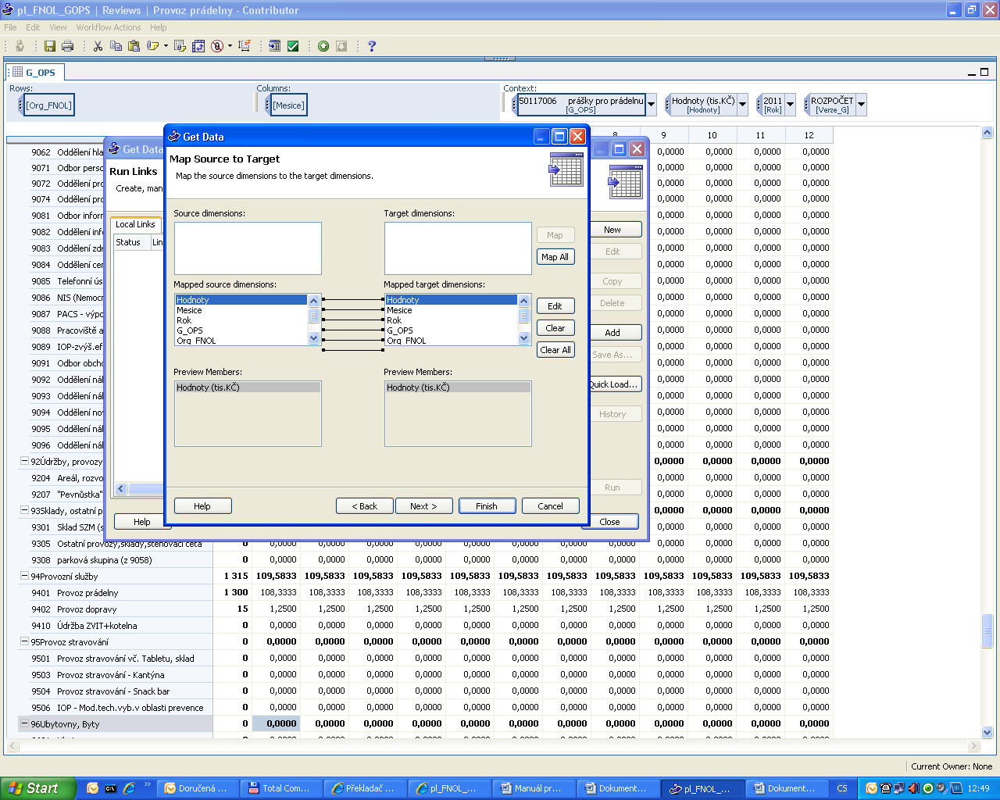 pl_FNOL_GOPS | Reviews | Provoz prádelny - Contributor
File Edit View Workflow Actions Help
G_OPS
Rows: Columns: Context:
[Org_FNOL] [Mesice] 50117006 prášky pro prádelnu [G_OPS] Hodnoty (tis.KČ) [Hodnoty] 2011 [Rok] ROZPOČET [Verze_G]
8 9 10 11 12
9062 Oddělení hla 0,0000 0,0000 0,0000 0,0000
9071 Odbor perso 0,0000 0,0000 0,0000 0,0000
9072 Oddělení pro 0,0000 0,0000 0,0000 0,0000
9074 Oddělení pro 0,0000 0,0000 0,0000 0,0000
9081 Odbor inforr 0,0000 0,0000 0,0000 0,0000
9082 Oddělení infe 0,0000 0,0000 0,0000 0,0000
9083 Oddělení zdr 0,0000 0,0000 0,0000 0,0000
9084 Oddělení cer 0,0000 0,0000 0,0000 0,0000
9085 Telefonní ús 0,0000 0,0000 0,0000 0,0000
9086 NIS (Nemocr 0,0000 0,0000 0,0000 0,0000
9087 PACS - výpo 0,0000 0,0000 0,0000 0,0000
9088 Pracoviště a 0,0000 0,0000 0,0000 0,0000
9089 IOP-zvýš.ef 0,0000 0,0000 0,0000 0,0000
9091 Odbor obcho 0,0000 0,0000 0,0000 0,0000
9092 Oddělení nál 0,0000 0,0000 0,0000 0,0000
9093 Oddělení nál 0,0000 0,0000 0,0000 0,0000
9094 Oddělení nov 0,0000 0,0000 0,0000 0,0000
9095 Oddělení nál 0,0000 0,0000 0,0000 0,0000
9096 Oddělení nál 0,0000 0,0000 0,0000 0,0000
92Údržby, provozy 0,0000 0,0000 0,0000 0,0000
9204 Areál, rozvo 0,0000 0,0000 0,0000 0,0000
9207 "Pevnůstka" 0,0000 0,0000 0,0000 0,0000
93Sklady, ostatní p 0,0000 0,0000 0,0000 0,0000
9301 Sklad SZM (s 0,0000 0,0000 0,0000 0,0000
9305 Ostatní provozy,sklady,stěhovací četa 0 0,0000 0,0000 0,0000 0,0000 0,0000 0,0000 0,0000 0,0000 0,0000 0,0000 0,0000 0,0000
9308 parková skupina (z 9058) 0 0,0000 0,0000 0,0000 0,0000 0,0000 0,0000 0,0000 0,0000 0,0000 0,0000 0,0000 0,0000
94Provozní služby 1 315 109,5833 109,5833 109,5833 109,5833 109,5833 109,5833 109,5833 109,5833 109,5833 109,5833 109,5833 109,5833
9401 Provoz prádelny 1 300 108,3333 108,3333 108,3333 108,3333 108,3333 108,3333 108,3333 108,3333 108,3333 108,3333 108,3333 108,3333
9402 Provoz dopravy 15 1,2500 1,2500 1,2500 1,2500 1,2500 1,2500 1,2500 1,2500 1,2500 1,2500 1,2500 1,2500
9410 Údržba ZVIT+kotelna 0 0,0000 0,0000 0,0000 0,0000 0,0000 0,0000 0,0000 0,0000 0,0000 0,0000 0,0000 0,0000
95Provoz stravování 0 0,0000 0,0000 0,0000 0,0000 0,0000 0,0000 0,0000 0,0000 0,0000 0,0000 0,0000 0,0000
9501 Provoz stravování vč. Tabletu, sklad 0 0,0000 0,0000 0,0000 0,0000 0,0000 0,0000 0,0000 0,0000 0,0000 0,0000 0,0000 0,0000
9503 Provoz stravování - Kantýna 0 0,0000 0,0000 0,0000 0,0000 0,0000 0,0000 0,0000 0,0000 0,0000 0,0000 0,0000 0,0000
9504 Provoz stravování - Snack bar 0 0,0000 0,0000 0,0000 0,0000 0,0000 0,0000 0,0000 0,0000 0,0000 0,0000 0,0000 0,0000
9506 IOP - Mod.tech.vyb.v oblasti prevence 0 0,0000 0,0000 0,0000 0,0000 0,0000 0,0000 0,0000 0,0000 0,0000 0,0000 0,0000 0,0000
96Ubytovny, Byty 0 0,0000 0,0000 0,0000 0,0000 0,0000 0,0000 0,0000 0,0000 0,0000 0,0000 0,0000 0,0000
Get Data
Run Links
Create, man
Local Links
Status Lin
New
Edit
Copy
Delete
Add
Save As...
Quick Load...
History
Run
Help Close
Get Data
Map Source to Target
Map the source dimensions to the target dimensions.
Source dimensions: Target dimensions:
Map
Map All
Mapped source dimensions: Mapped target dimensions:
Hodnoty Hodnoty
Mesice Mesice
Rok Rok
G_OPS G_OPS
Org_FNOL Org_FNOL
Edit
Clear
Clear All
Preview Members: Preview Members:
Hodnoty (tis.KČ) Hodnoty (tis.KČ)
Help < Back Next > Finish Cancel
Current Owner: None
Start Doručená ... Total Com... Překladač ... pl_FNOL_... Manuál pr... Dokument... pl_FNOL_... Dokument... CS 12:49